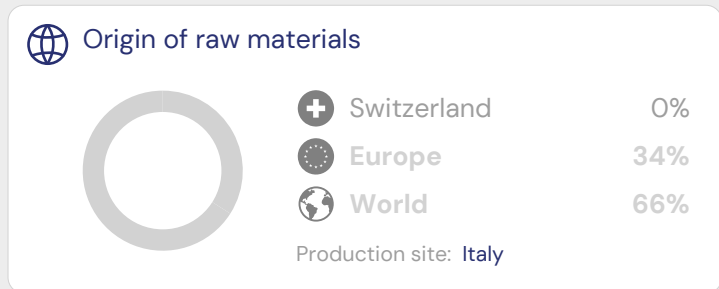 Origin of raw materials
Switzerland 0%
Europe 34%
World 66%
Production site: Italy